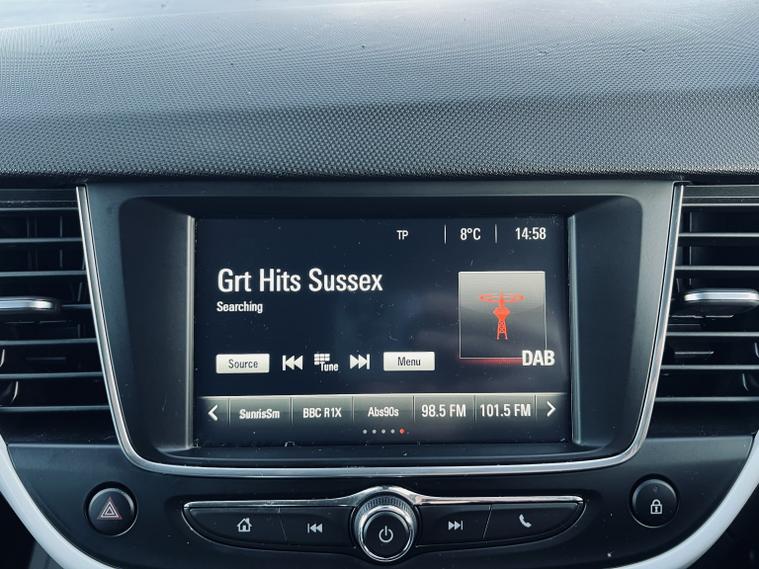 TP 8°C 14:58
Grt Hits Sussex
Searching
DAB
Source Tune Menu
SunrisSm BBC R1X Abs90s 98.5 FM 101.5 FM